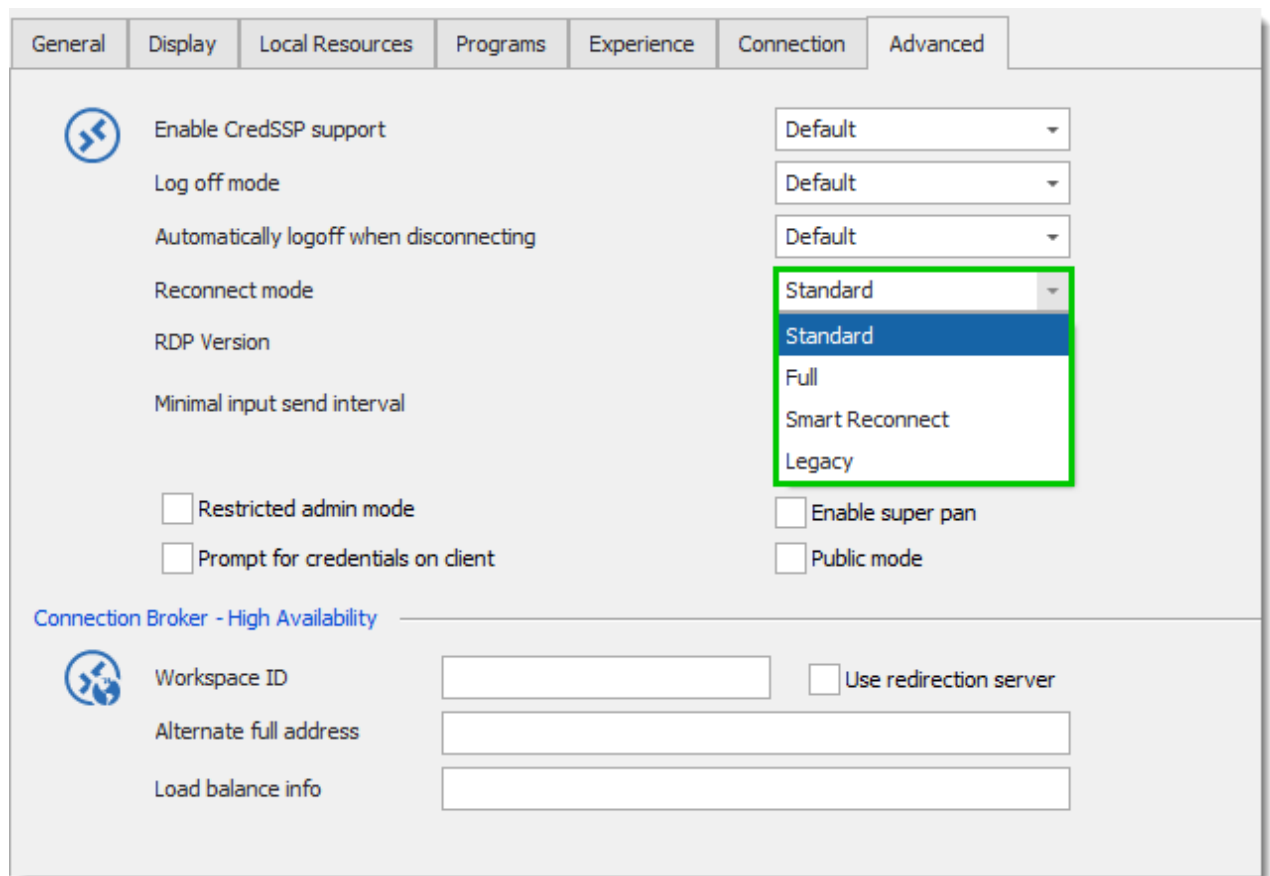 General Display Local Resources Programs Experience Connection Advanced
Enable CredSSP support Default
Log off mode Default
Automatically logoff when disconnecting Default
Reconnect mode Standard
Standard
RDP Version
Full
Minimal input send interval
Smart Reconnect
Legacy
Restricted admin mode Enable super pan
Prompt for credentials on client Public mode
Connection Broker - High Availability
Workspace ID Use redirection server
Alternate full address
Load balance info